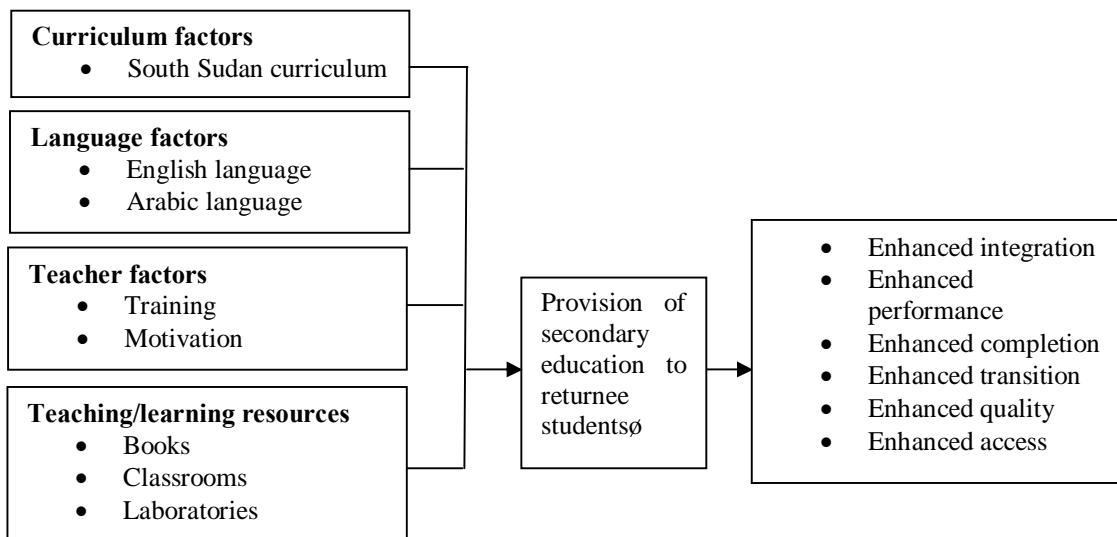 Curriculum factors
• South Sudan curriculum
Language factors
• English language
• Arabic language
Teacher factors
• Training
• Motivation
Teaching/learning resources
• Books
• Classrooms
• Laboratories
Provision of
secondary
education to
returnee
studentsø
• Enhanced integration
• Enhanced
performance
• Enhanced completion
• Enhanced transition
• Enhanced quality
• Enhanced access